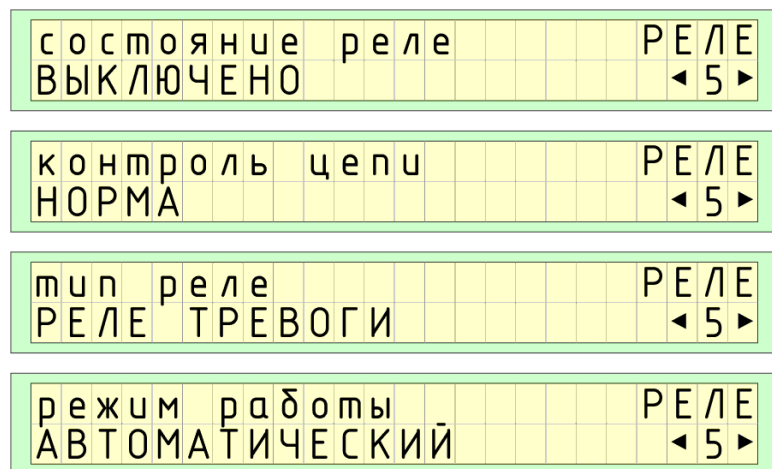 состояние реле РЕЛЕ
ВЫКЛЮЧЕНО ◄ 5 ►
контроль цепи РЕЛЕ
НОРМА ◄ 5 ►
тип реле РЕЛЕ
РЕЛЕ ТРЕВОГИ ◄ 5 ►
режим работы РЕЛЕ
АВТОМАТИЧЕСКИЙ ◄ 5 ►